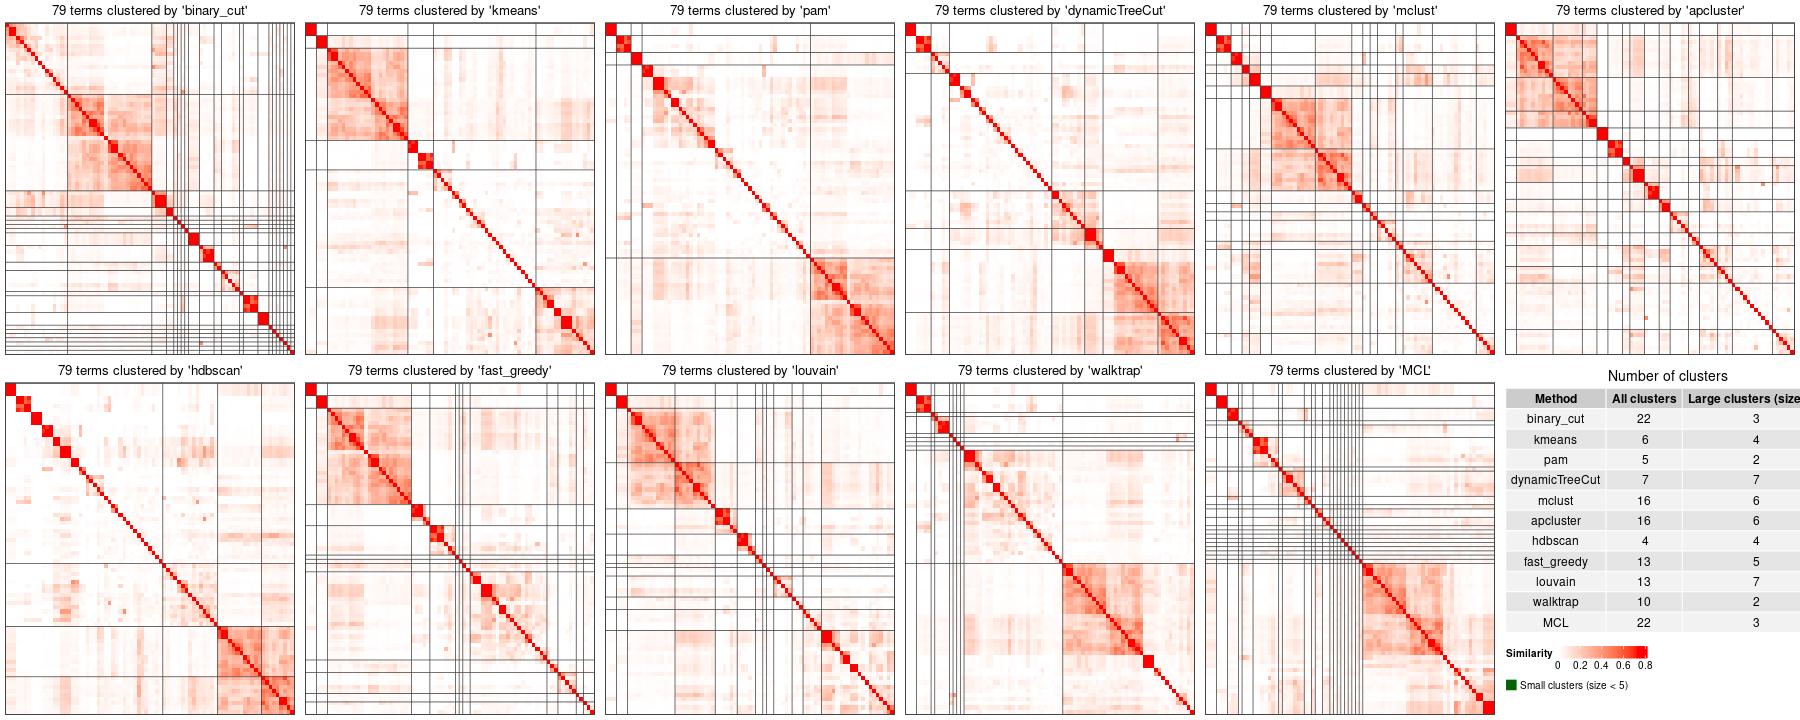 79 terms clustered by 'binary_cut'
79 terms clustered by 'kmeans'
79 terms clustered by 'pam'
79 terms clustered by 'dynamicTreeCut'
79 terms clustered by 'mclust'
79 terms clustered by 'apcluster'
79 terms clustered by 'hdbscan'
79 terms clustered by 'fast_greedy'
79 terms clustered by 'louvain'
79 terms clustered by 'walktrap'
79 terms clustered by 'MCL'
Number of clusters
Method All clusters Large clusters (size
binary_cut 22 3
kmeans 6 4
pam 5 2
dynamicTreeCut 7 7
mclust 16 6
apcluster 16 6
hdbscan 4 4
fast_greedy 13 5
louvain 13 7
walktrap 10 2
MCL 22 3
Similarity
0 0.2 0.4 0.6 0.8
Small clusters (size < 5)